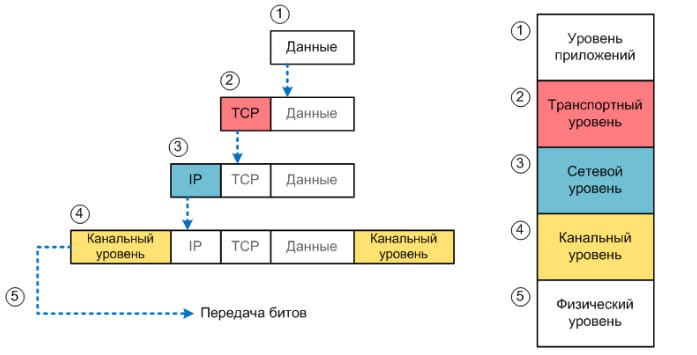 1
Данные
2
TCP Данные
3
IP TCP Данные
4
Канальный
уровень
IP TCP Данные
Канальный
уровень
5
Передача битов
1
Уровень
приложений
2
Транспортный
уровень
3
Сетевой
уровень
4
Канальный
уровень
5
Физический
уровень